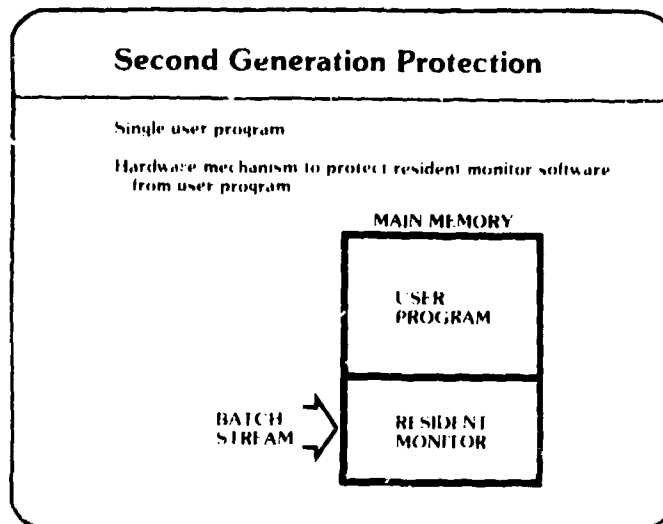 Second Generation Protection
Single user program
Hardware mechanism to protect resident monitor software
from user program
MAIN MEMORY
USER
PROGRAM
BATCH
STREAM
RESIDENT
MONITOR